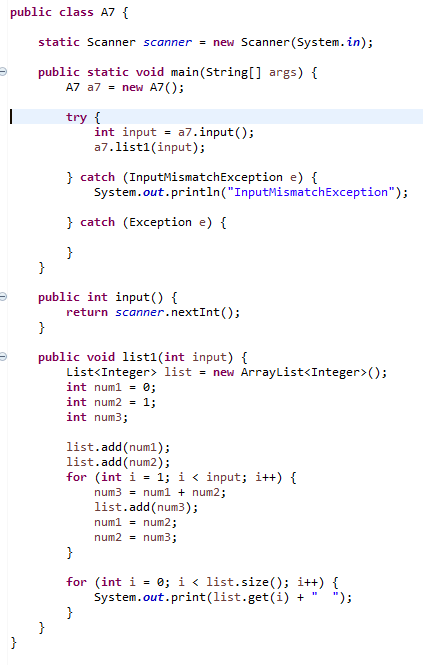 public class A7 {
static Scanner scanner = new Scanner(System.in);
public static void main(String[] args) {
A7 a7 = new A7();
try {
int input = a7.input();
a7.list1(input);
} catch (InputMismatchException e) {
System.out.println("InputMismatchException");
} catch (Exception e) {
}
}
public int input() {
return scanner.nextInt();
}
public void list1(int input) {
List<Integer> list = new ArrayList<Integer>();
int num1 = 0;
int num2 = 1;
int num3;
list.add(num1);
list.add(num2);
for (int i = 1; i < input; i++) {
num3 = num1 + num2;
list.add(num3);
num1 = num2;
num2 = num3;
}
for (int i = 0; i < list.size(); i++) {
System.out.print(list.get(i) + "  ");
}
}
}